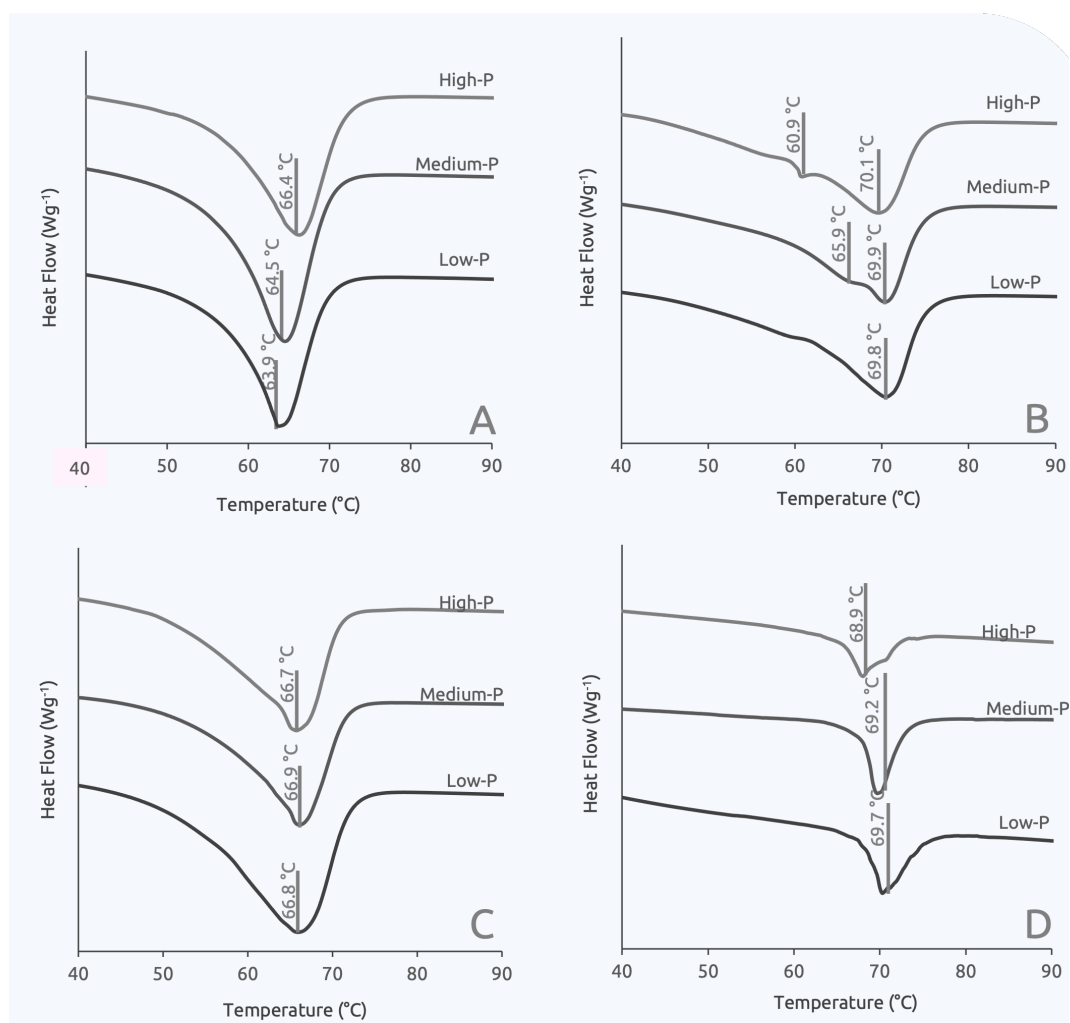 High-P
66.4 °C
Medium-P
64.5 °C
Low-P
63.9 °C
Heat Flow (Wg-1)
A
40 50 60 70 80 90
Temperature (°C)
High-P
60.9 °C
70.1 °C
Medium-P
65.9 °C
69.9 °C
Low-P
69.8 °C
Heat Flow (Wg-1)
B
40 50 60 70 80 90
Temperature (°C)
High-P
66.7 °C
Medium-P
66.9 °C
Low-P
66.8 °C
Heat Flow (Wg-1)
C
40 50 60 70 80 90
Temperature (°C)
High-P
68.9 °C
Medium-P
69.2 °C
Low-P
69.7 °C
Heat Flow (Wg-1)
D
40 50 60 70 80 90
Temperature (°C)